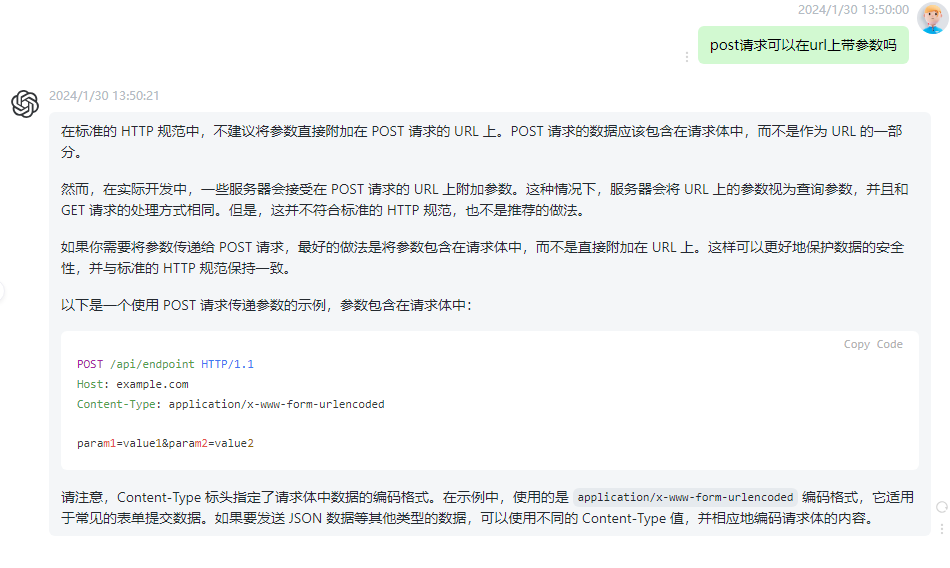 2024/1/30 13:50:00
post请求可以在url上带参数吗
2024/1/30 13:50:21
在标准的 HTTP 规范中，不建议将参数直接附加在 POST 请求的 URL 上。POST 请求的数据应该包含在请求体中，而不是作为 URL 的一部
分。
然而，在实际开发中，一些服务器会接受在 POST 请求的 URL 上附加参数。这种情况下，服务器会将 URL 上的参数视为查询参数，并且和
GET 请求的处理方式相同。但是，这并不符合标准的 HTTP 规范，也不是推荐的做法。
如果你需要将参数传递给 POST 请求，最好的做法是将参数包含在请求体中，而不是直接附加在 URL 上。这样可以更好地保护数据的安全
性，并与标准的 HTTP 规范保持一致。
以下是一个使用 POST 请求传递参数的示例，参数包含在请求体中：
Copy Code
POST /api/endpoint HTTP/1.1
Host: example.com
Content-Type: application/x-www-form-urlencoded
param1=value1&param2=value2
请注意，Content-Type 标头指定了请求体中数据的编码格式。在示例中，使用的是 application/x-www-form-urlencoded 编码格式，它适用
于常见的表单提交数据。如果要发送 JSON 数据等其他类型的数据，可以使用不同的 Content-Type 值，并相应地编码请求体的内容。